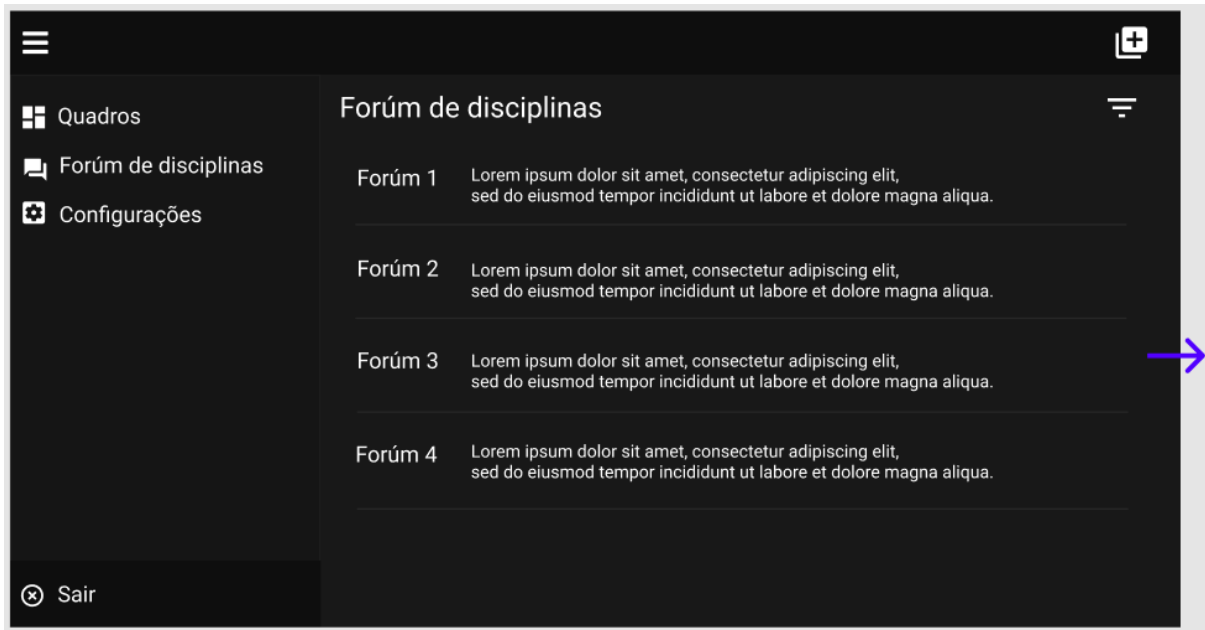 Quadros
Forúm de disciplinas
Configurações
Sair
Forúm de disciplinas
Forúm 1
Lorem ipsum dolor sit amet, consectetur adipiscing elit,
sed do eiusmod tempor incididunt ut labore et dolore magna aliqua.
Forúm 2
Lorem ipsum dolor sit amet, consectetur adipiscing elit,
sed do eiusmod tempor incididunt ut labore et dolore magna aliqua.
Forúm 3
Lorem ipsum dolor sit amet, consectetur adipiscing elit,
sed do eiusmod tempor incididunt ut labore et dolore magna aliqua.
Forúm 4
Lorem ipsum dolor sit amet, consectetur adipiscing elit,
sed do eiusmod tempor incididunt ut labore et dolore magna aliqua.